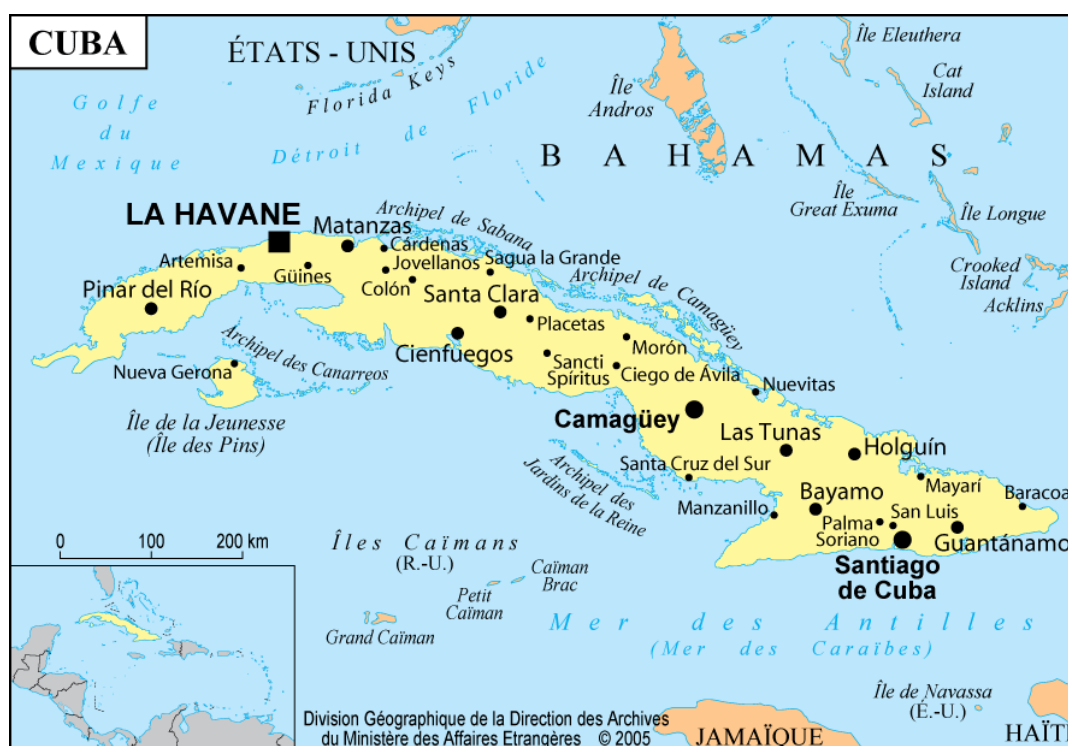 CUBA
ÉTATS - UNIS
Golfe
du
Mexique
Florida Keys
Détroit de Floride
Île
Andros
Île Eleuthera
Cat
Island
BAHAMAS
Île
Great Exuma
Île Longue
Crooked
Island
Acklins
LA HAVANE
Matanzas
Archipel de Sabana
Cárdenas
Artemisa
Güines
Jovellanos
Sagua la Grande
Pinar del Río
Colón
Santa Clara
Archipel de Camagüey
Placetas
Cienfuegos
Morón
Archipel des Canarreos
Nueva Gerona
Sancti
Spíritus
Ciego de Ávila
Nuevitas
Île de la Jeunesse
(Île des Pins)
Camagüey
Las Tunas
Holguín
Santa Cruz del Sur
Archipel des
Jardins de la Reine
Mayarí
Baracoa
Manzanillo
Bayamo
Palma
Soriano
San Luis
Guantánamo
Santiago
de Cuba
0 100 200 km
Îles Caïmans
(R.-U.)
Caïman
Brac
Petit
Caïman
Grand Caïman
Mer des Antilles
(Mer des Caraïbes)
Île de Navassa
(É.-U.)
JAMAÏQUE
HAÏT
Division Géographique de la Direction des Archives
du Ministère des Affaires Etrangères © 2005